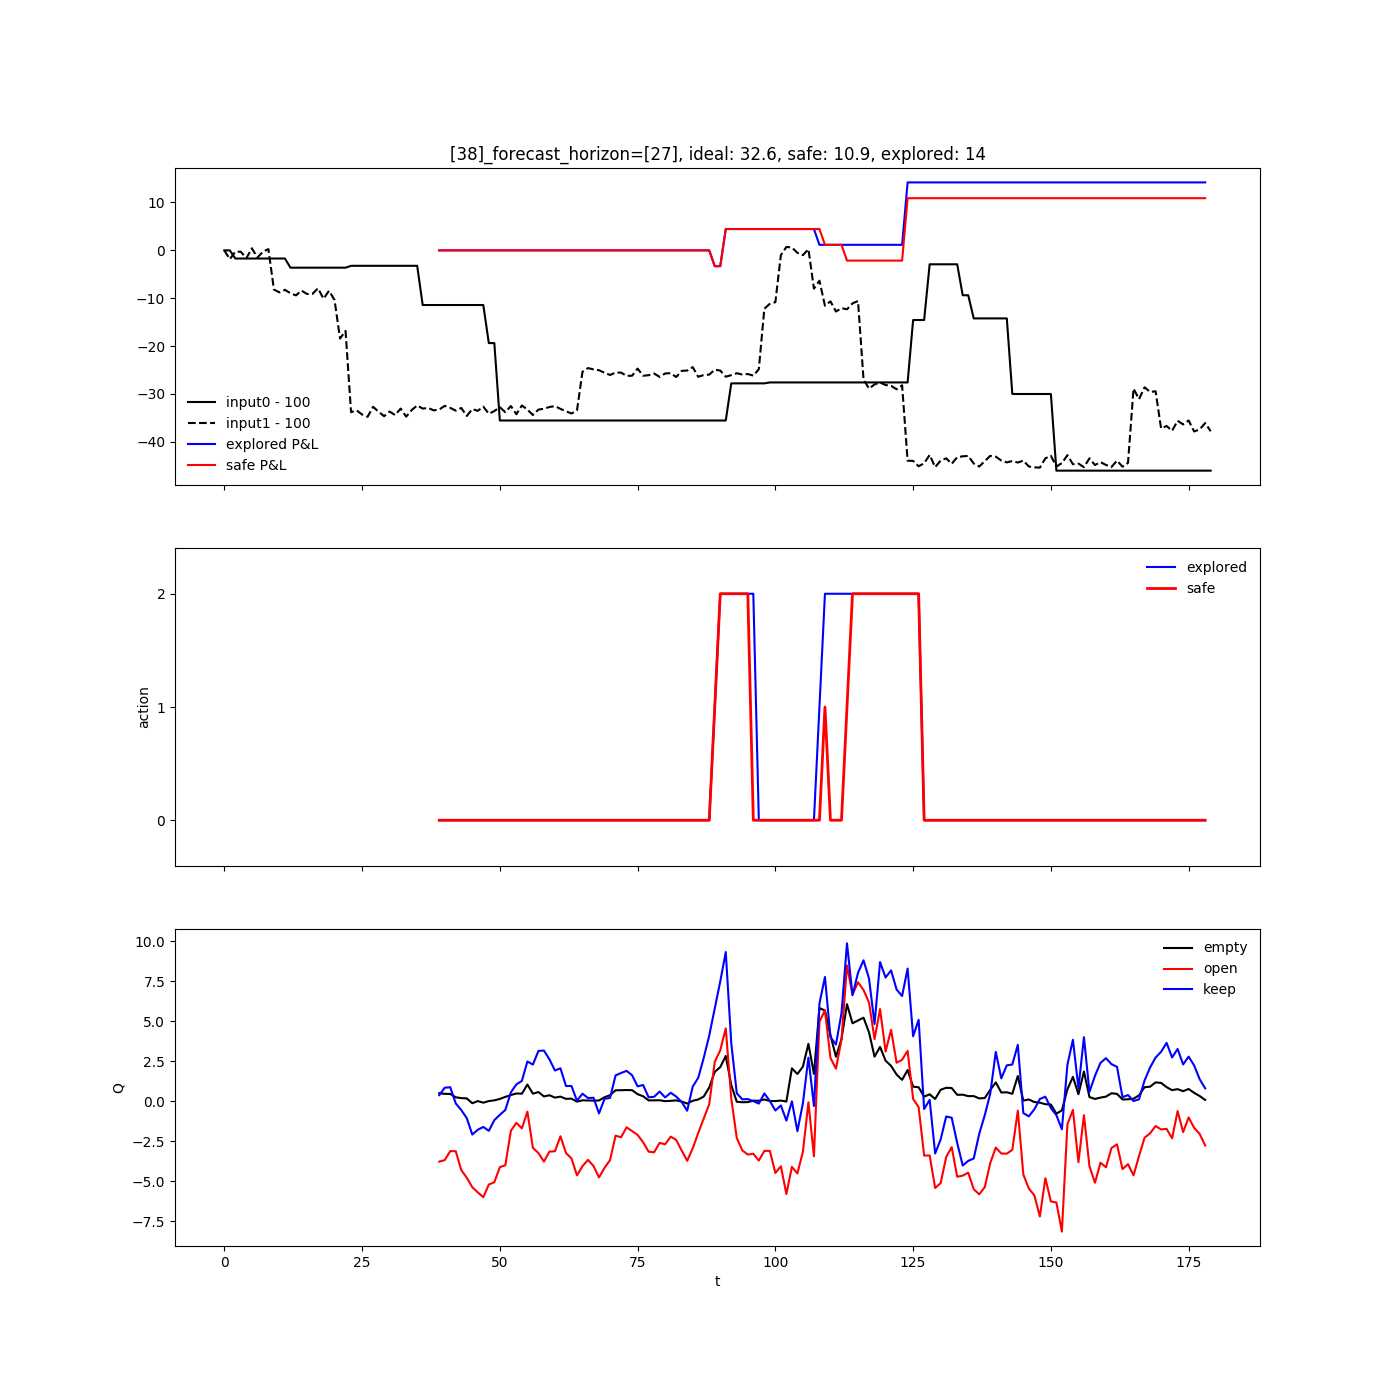 [38]_forecast_horizon=[27], ideal: 32.6, safe: 10.9, explored: 14
10
0
−10
−20
−30
−40
input0 - 100
input1 - 100
explored P&L
safe P&L
2
1
0
action
explored
safe
10.0
7.5
5.0
2.5
0.0
−2.5
−5.0
−7.5
Q
empty
open
keep
0 25 50 75 100 125 150 175
t